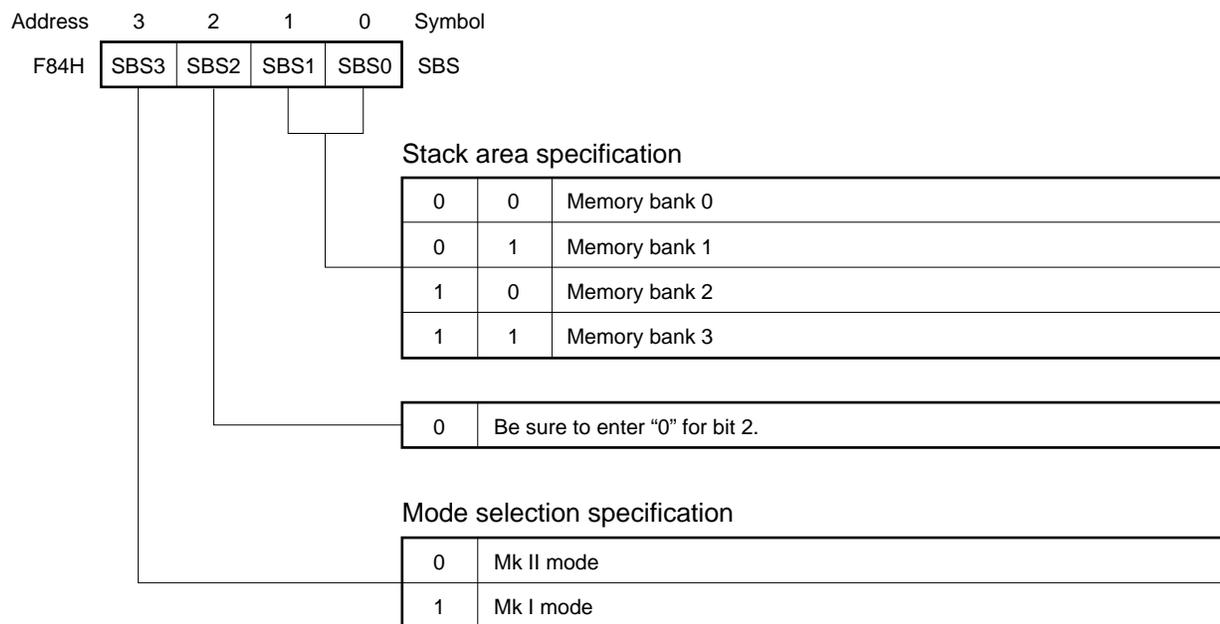 Address 3 2 1 0 Symbol
F84H SBS3 SBS2 SBS1 SBS0 SBS
Stack area specification
0 0 Memory bank 0
0 1 Memory bank 1
1 0 Memory bank 2
1 1 Memory bank 3
0 Be sure to enter “0” for bit 2.
Mode selection specification
0 Mk II mode
1 Mk I mode